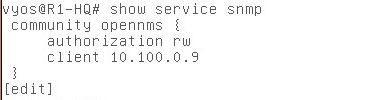 vyos@R1-HQ# show service snmp
 community opennms {
     authorization rw
     client 10.100.0.9
 }
[edit]